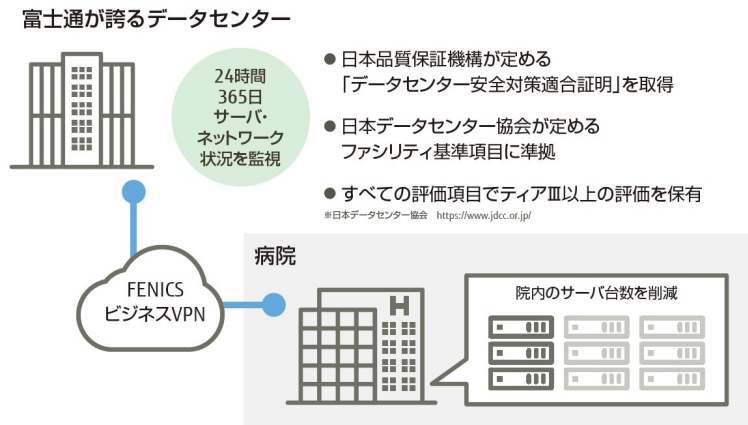 富士通が誇るデータセンター
24時間
365日
サーバ・
ネットワーク
状況を監視
● 日本品質保証機構が定める
「データセンター安全対策適合証明」を取得
● 日本データセンター協会が定める
ファシリティ基準項目に準拠
● すべての評価項目でティアⅢ以上の評価を保有
※日本データセンター協会 https://www.jdcc.or.jp/
FENICS
ビジネスVPN
病院
H
院内のサーバ台数を削減